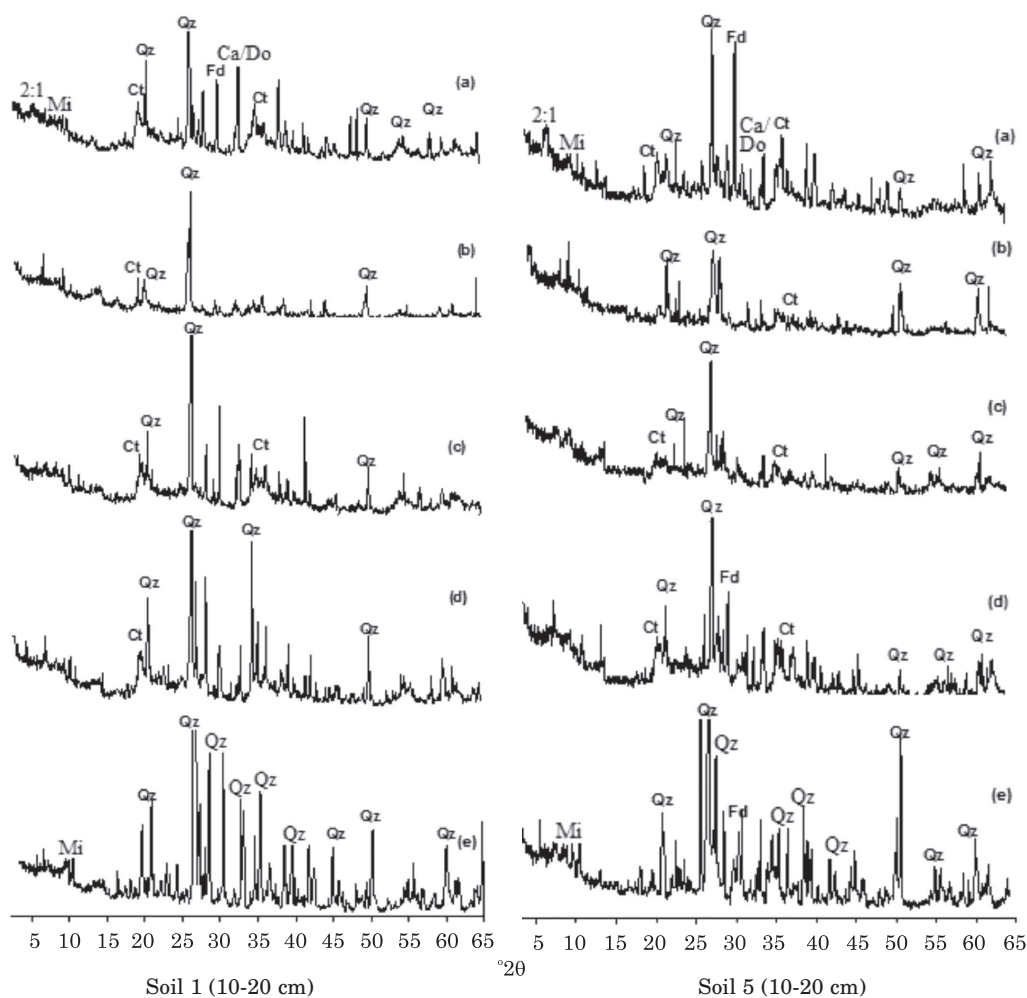 Qz
Qz Ca/Do
Fd
2:1 Mi Ct Ct Qz Qz Qz (a)
Qz
Ct Qz Qz (b)
Qz
Qz
Ct Ct Qz (c)
Qz Qz
Qz
Ct Qz (d)
Qz Qz
Qz Qz Qz
Mi Qz Qz Qz Qz (e)
5 10 20 25 30 35 40 45 50 55 60 65
Soil 1 (10-20 cm)
Qz Fd
2:1 Mi Ct Qz Ca/
Do Ct Qz Qz (a)
Qz
Qz Ct Qz Qz (b)
Qz
Ct Qz Ct Qz Qz Qz (c)
Qz
Fd
Qz
Ct Ct Qz Qz Qz (d)
Qz
Qz Qz
Mi Qz Fd Qz Qz Qz Qz Qz (e)
5 10 15 20 25 30 35 40 45 50 55 60 65
°2θ
Soil 5 (10-20 cm)